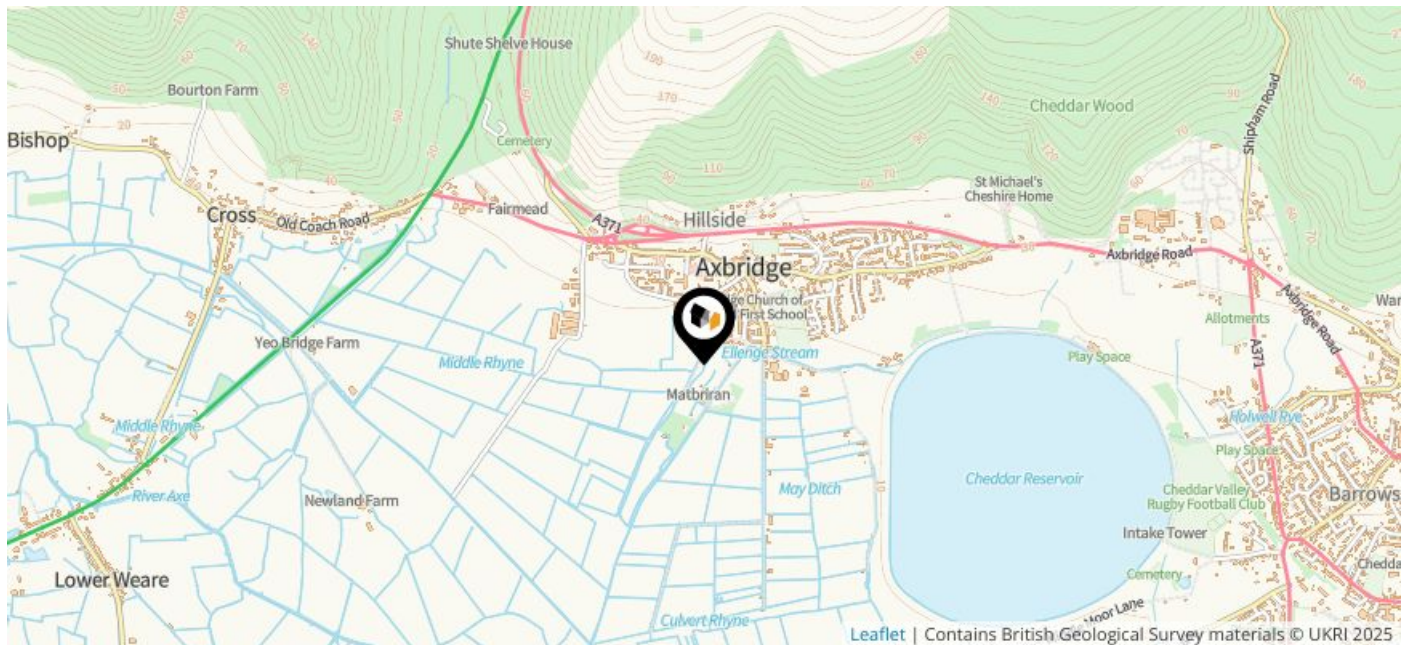 Shute Shelve House
Bourton Farm
Bishop
Cemetery
Cheddar Wood
Shipham Road
St Michael's
Cheshire Home
Cross
Old Coach Road
Fairmead
A371
Hillside
Axbridge
Axbridge Road
Axbridge Road
A371
Allotments
Play Space
Church of
First School
Ellenge Stream
Yeo Bridge Farm
Middle Rhyne
Matbriran
Middle Rhyne
River Axe
Newland Farm
May Ditch
Cheddar Reservoir
Play Space
Cheddar Valley
Rugby Football Club
Barrows
Intake Tower
Cemetery
Lower Weare
Culvert Rhyne
Moor Lane
Leaflet | Contains British Geological Survey materials © UKRI 2025